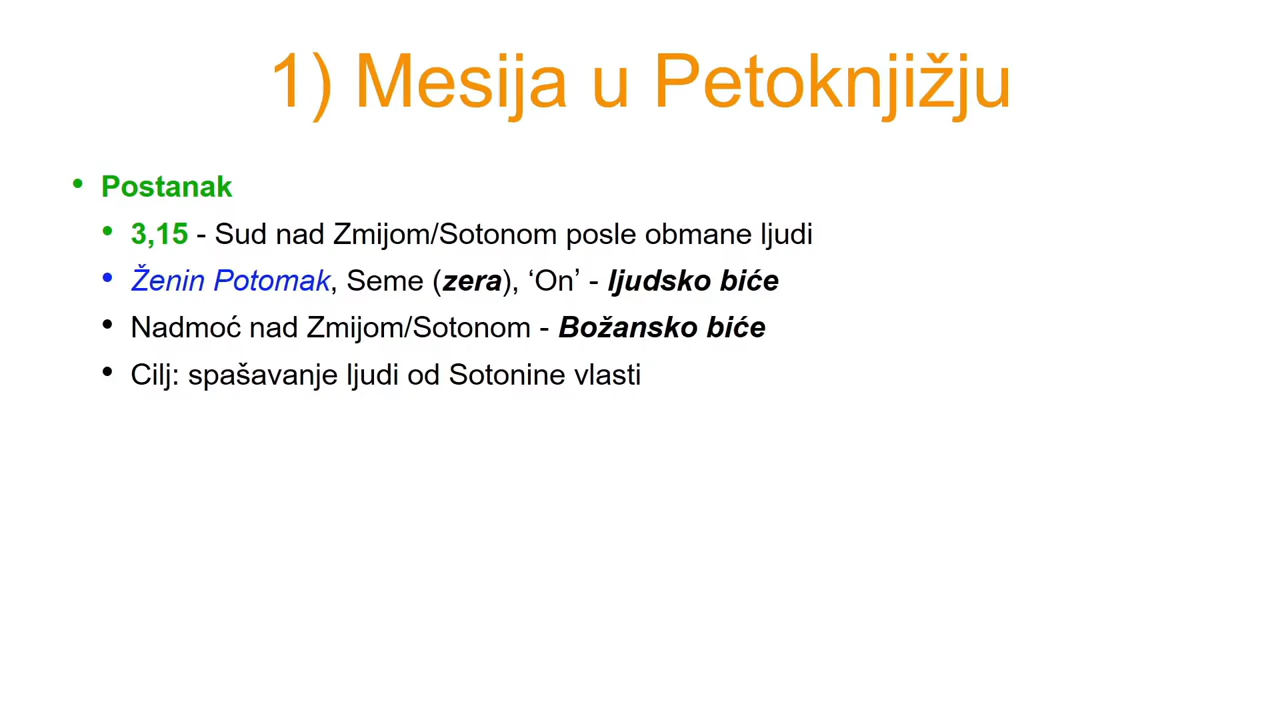 1) Mesija u Petoknjižju
• Postanak
• 3,15 - Sud nad Zmijom/Sotonom posle obmane ljudi
• Ženin Potomak, Seme (zera), ‘On’ - ljudsko biće
• Nadmoć nad Zmijom/Sotonom - Božansko biće
• Cilj: spašavanje ljudi od Sotonine vlasti